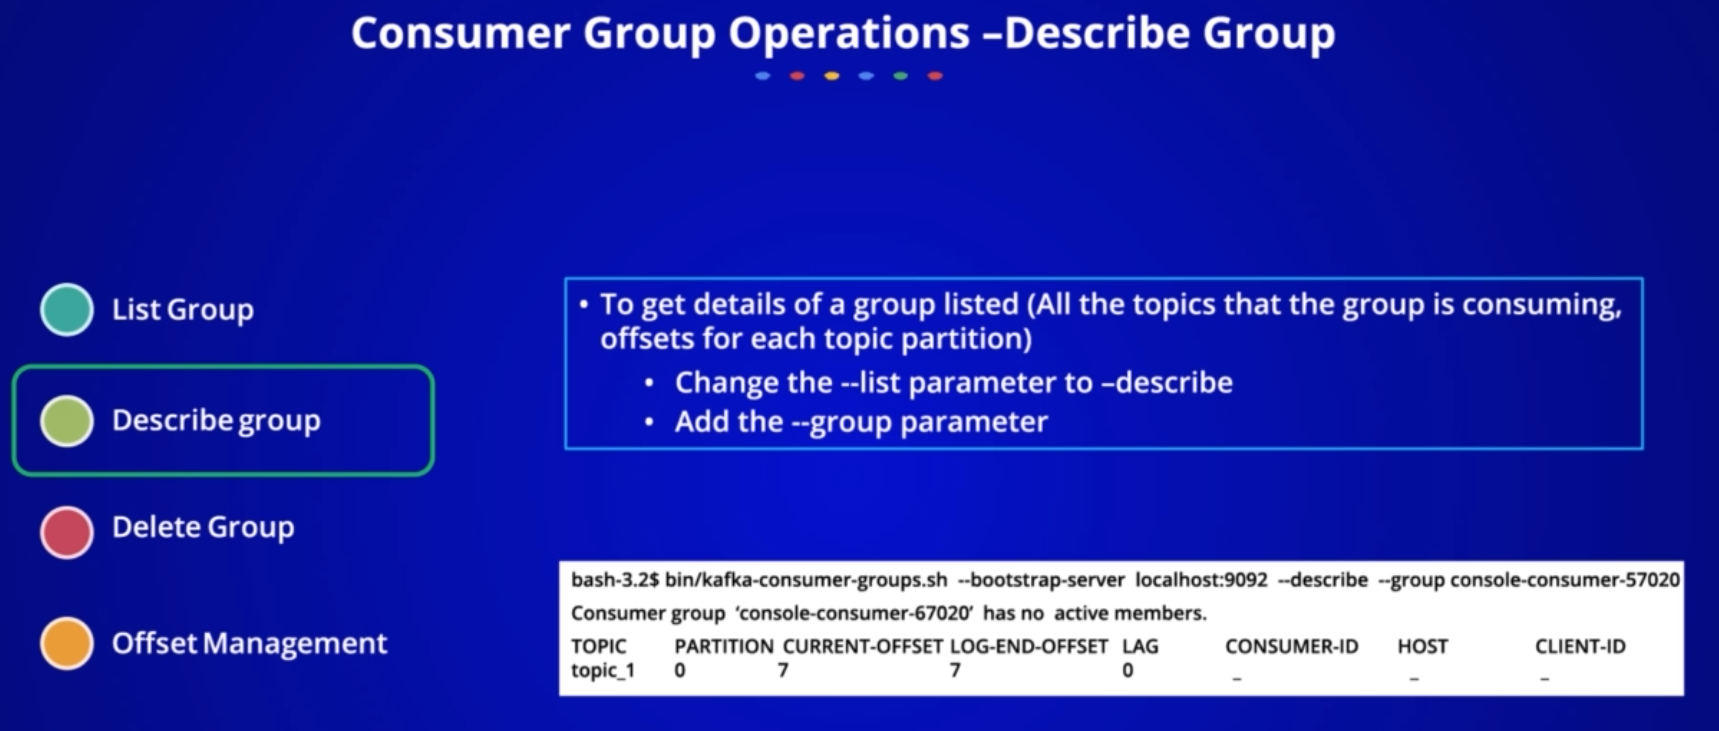 Consumer Group Operations –Describe Group
List Group
Describe group
Delete Group
Offset Management
• To get details of a group listed (All the topics that the group is consuming,
offsets for each topic partition)
• Change the --list parameter to –describe
• Add the --group parameter
bash-3.2$ bin/kafka-consumer-groups.sh --bootstrap-server localhost:9092 --describe --group console-consumer-57020
Consumer group ‘console-consumer-67020’ has no active members.
TOPIC PARTITION CURRENT-OFFSET LOG-END-OFFSET LAG CONSUMER-ID HOST CLIENT-ID
topic_1 0 7 7 0 _ _ _